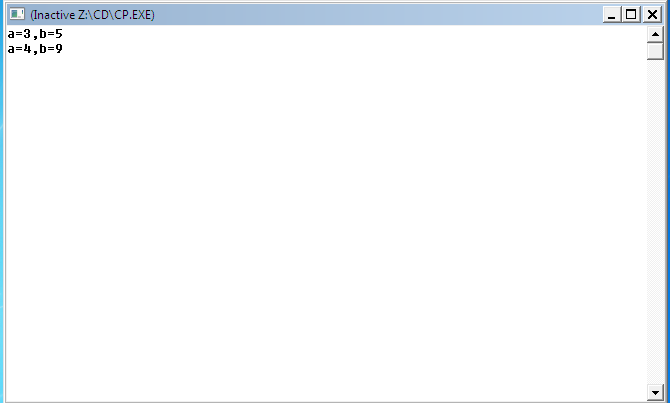 (Inactive Z:\CD\CP.EXE)
a=3,b=5
a=4,b=9